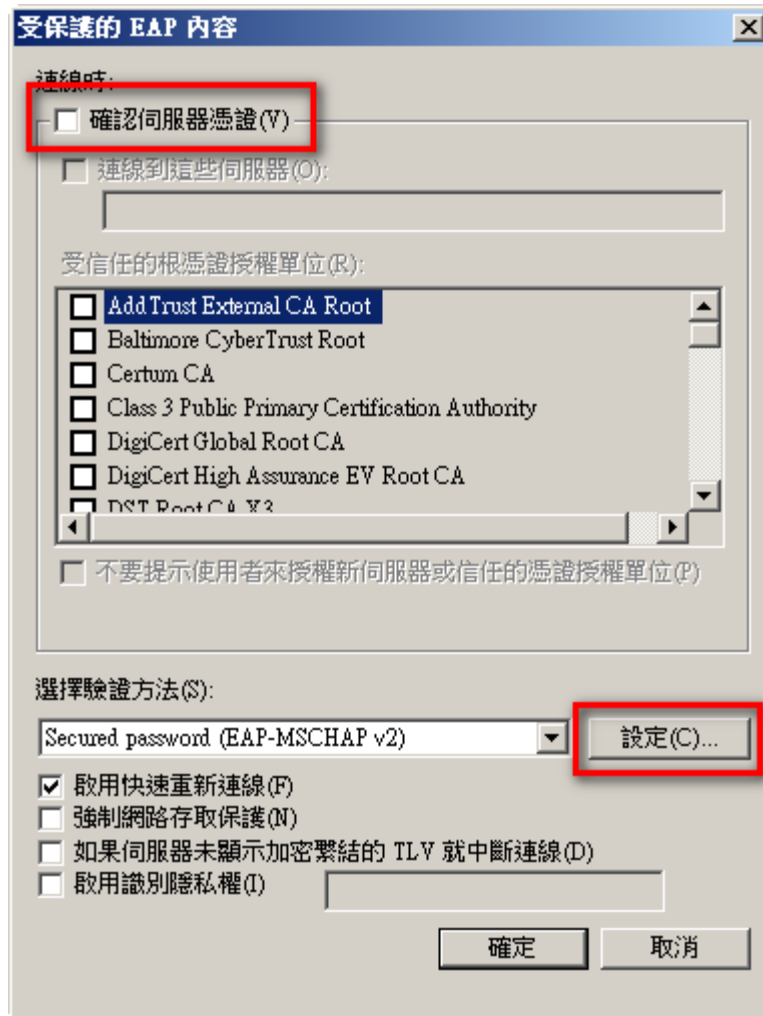 受保護的 EAP 內容
連線時:
確認伺服器憑證(V)
連線到這些伺服器(O):
受信任的根憑證授權單位(R):
AddTrust External CA Root
Baltimore CyberTrust Root
Certum CA
Class 3 Public Primary Certification Authority
DigiCert Global Root CA
DigiCert High Assurance EV Root CA
DST Root CA X3
不要提示使用者來授權新伺服器或信任的憑證授權單位(P)
選擇驗證方法(S):
Secured password (EAP-MSCHAP v2)
設定(C)...
啟用快速重新連線(F)
強制網路存取保護(N)
如果伺服器未顯示加密繫結的 TLV 就中斷連線(D)
啟用識別隱私權(I)
確定
取消